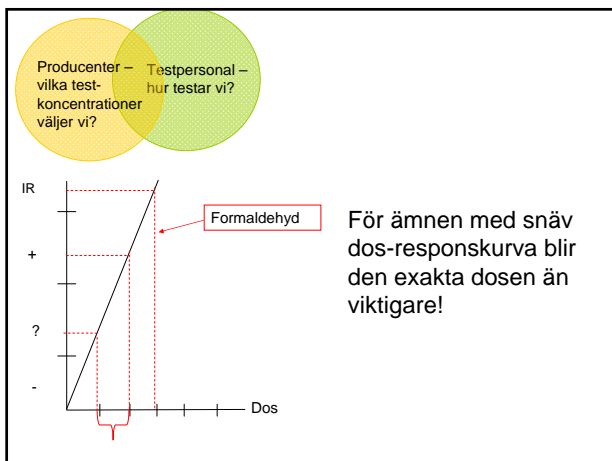 Producenter –
vilka test-
koncentrationer
väljer vi?
Testpersonal –
hur testar vi?
IR
+
?
-
Formaldehyd
Dos
För ämnen med snäv
dos-responskurva blir
den exakta dosen än
viktigare!